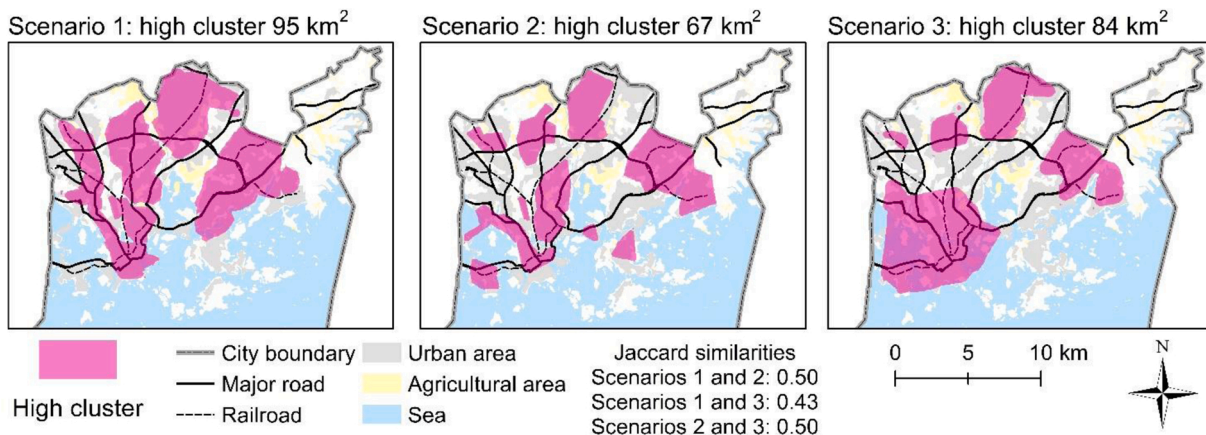 Scenario 1: high cluster 95 km²
Scenario 2: high cluster 67 km²
Scenario 3: high cluster 84 km²
High cluster
City boundary
Major road
Railroad
Urban area
Agricultural area
Sea
Jaccard similarities
Scenarios 1 and 2: 0.50
Scenarios 1 and 3: 0.43
Scenarios 2 and 3: 0.50
0 5 10 km
N